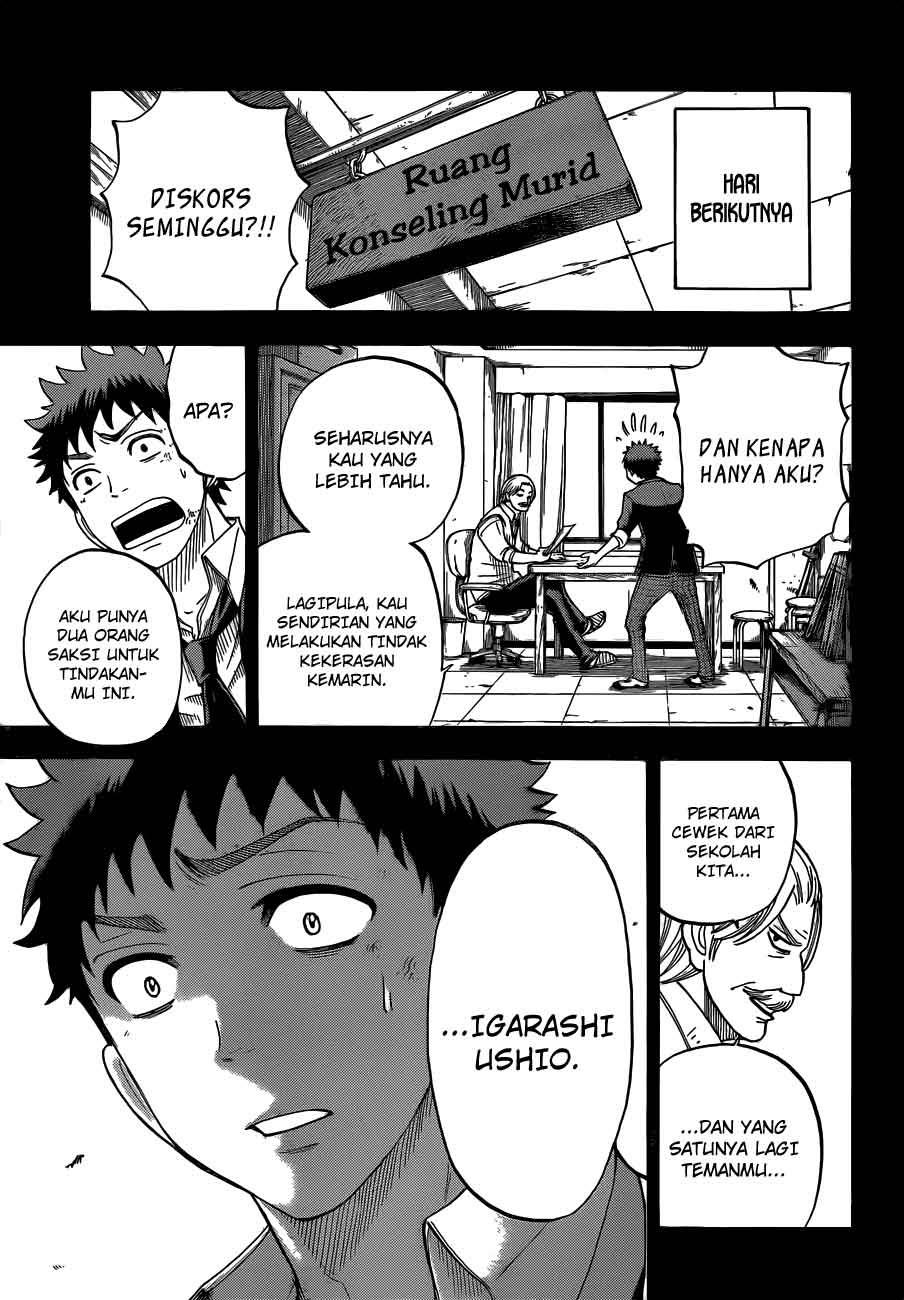 HARI
BERIKUTNYA
Ruang
Konseling Murid
DISKORS
SEMINGGU?!!
DAN KENAPA
HANYA AKU?
SEHARUSNYA
KAU YANG
LEBIH TAHU.
LAGIPULA, KAU
SENDIRIAN YANG
MELAKUKAN TINDAK
KEKERASAN
KEMARIN.
APA?
AKU PUNYA
DUA ORANG
SAKSI UNTUK
TINDAKAN-
MU INI.
PERTAMA
CEWEK DARI
SEKOLAH
KITA...
...DAN YANG
SATUNYA LAGI
TEMANMU...
...IGARASHI
USHIO.